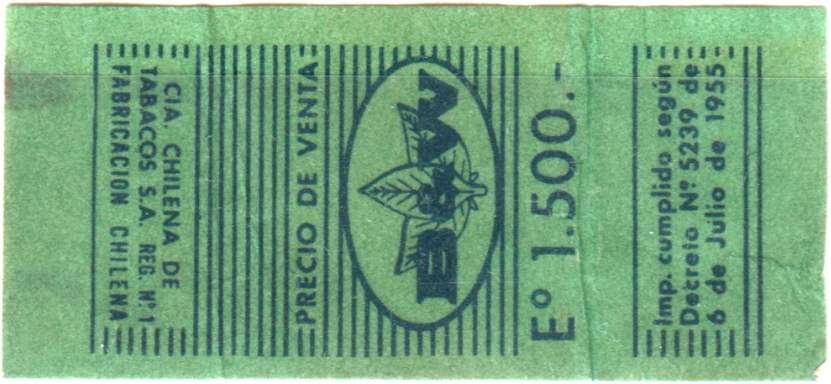 CIA. CHILENA DE
TABACOS S.A. REG. Nº 1
FABRICACION CHILENA
PRECIO DE VENTA
B&W
Eº 1.500.-
Imp. cumplido según
Decreto Nº 5239 de
6 de Julio de 1955